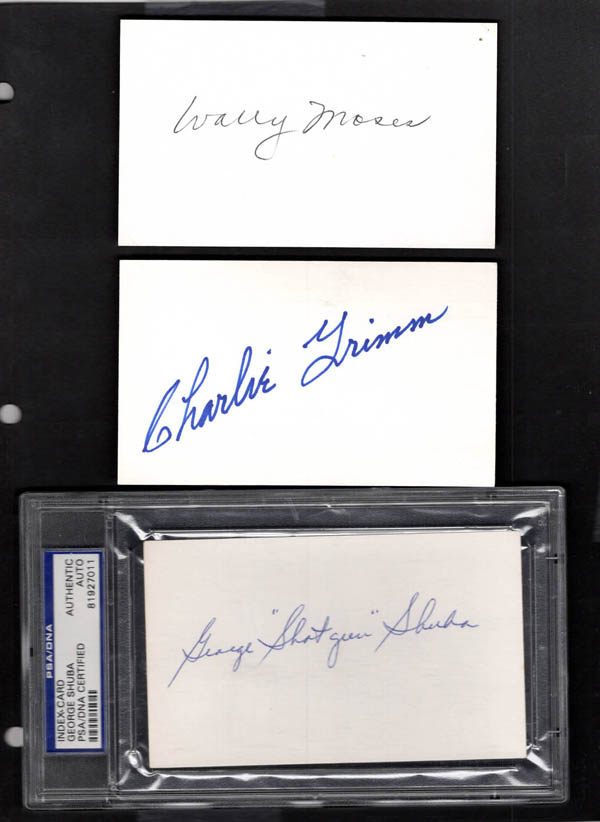 Wally Moses
Charlie Grimm
PSA/DNA
INDEX-CARD
GEORGE SHUBA
PSA/DNA CERTIFIED
AUTHENTIC
AUTO
81927011
George "Shotgun" Shuba